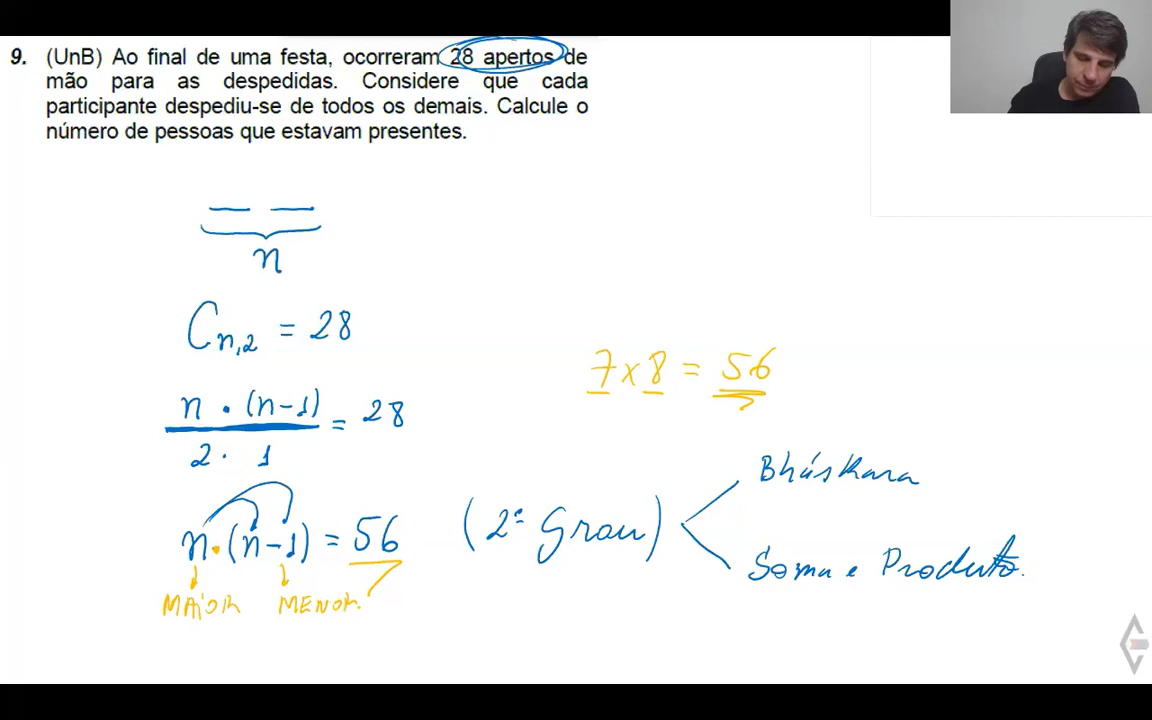 9. (UnB) Ao final de uma festa, ocorreram 28 apertos de
mão para as despedidas. Considere que cada
participante despediu-se de todos os demais. Calcule o
número de pessoas que estavam presentes.
n
C n,2 = 28
7 x 8 = 56
n . (n-1) = 28
2 . 1
Bháskara
n . (n-1) = 56 (2º Grau)
Soma e Produto.
MAIOR MENOR.